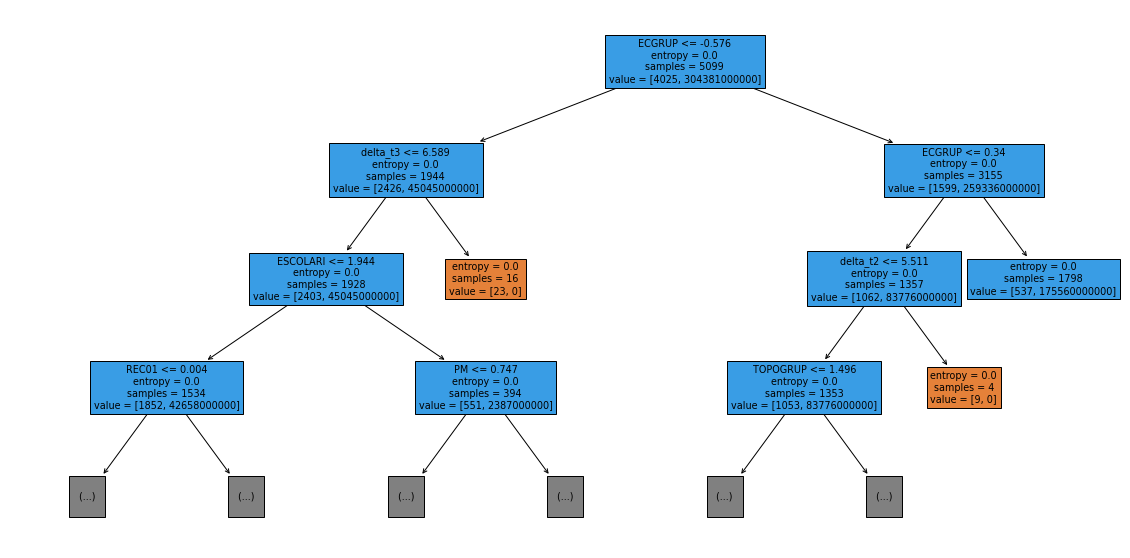 ECGRUP <= -0.576
entropy = 0.0
samples = 5099
value = [4025, 304381000000]
delta_t3 <= 6.589
entropy = 0.0
samples = 1944
value = [2426, 45045000000]
ECGRUP <= 0.34
entropy = 0.0
samples = 3155
value = [1599, 259336000000]
ESCOLARI <= 1.944
entropy = 0.0
samples = 1928
value = [2403, 45045000000]
entropy = 0.0
samples = 16
value = [23, 0]
delta_t2 <= 5.511
entropy = 0.0
samples = 1357
value = [1062, 83776000000]
entropy = 0.0
samples = 1798
value = [537, 175560000000]
REC01 <= 0.004
entropy = 0.0
samples = 1534
value = [1852, 42658000000]
PM <= 0.747
entropy = 0.0
samples = 394
value = [551, 2387000000]
TOPOGRUP <= 1.496
entropy = 0.0
samples = 1353
value = [1053, 83776000000]
entropy = 0.0
samples = 4
value = [9, 0]
(...)
(...)
(...)
(...)
(...)
(...)